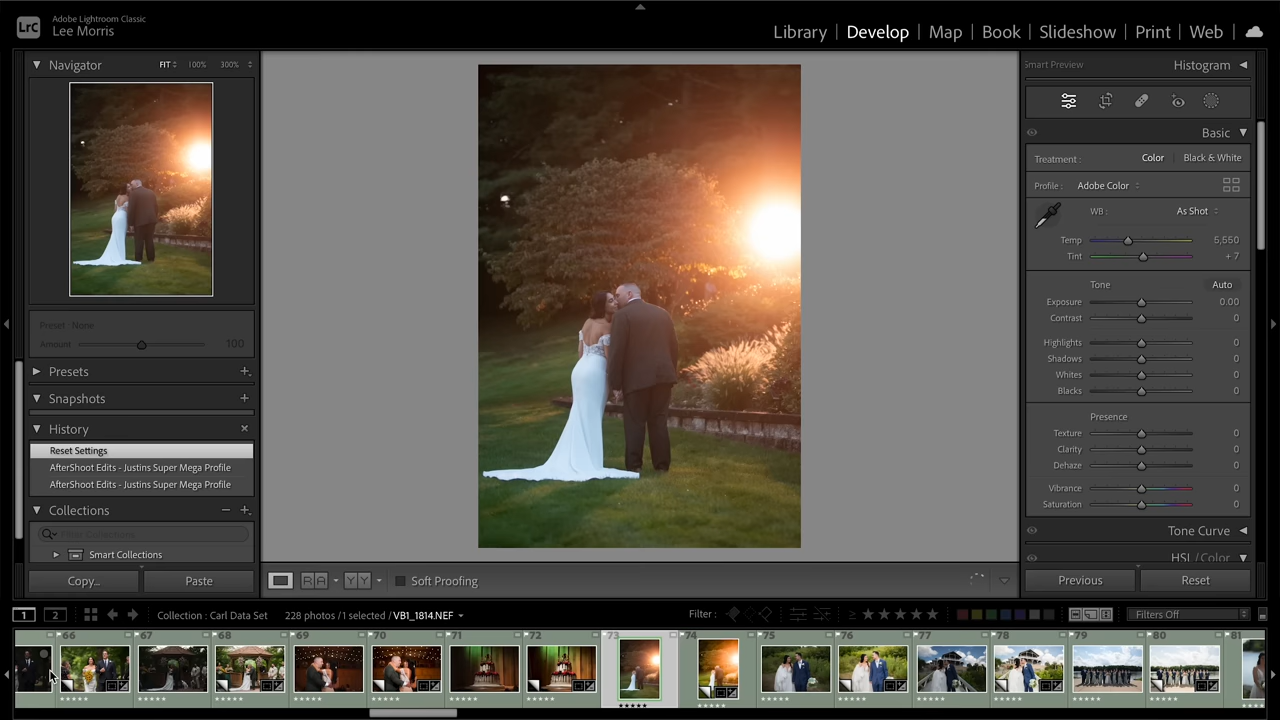 LrC
Adobe Lightroom Classic
Lee Morris
Library | Develop | Map | Book | Slideshow | Print | Web
Navigator
FIT
100%
300%
Preset: None
Amount
100
Presets
Snapshots
History
Reset Settings
AfterShoot Edits - Justins Super Mega Profile
AfterShoot Edits - Justins Super Mega Profile
Collections
Filter Collections
Smart Collections
Copy...
Paste
Smart Preview
Histogram
Basic
Treatment :
Color
Black & White
Profile :
Adobe Color
WB :
As Shot
Temp
5,550
Tint
+ 7
Tone
Auto
Exposure
0.00
Contrast
0
Highlights
0
Shadows
0
Whites
0
Blacks
0
Presence
Texture
0
Clarity
0
Dehaze
0
Vibrance
0
Saturation
0
Tone Curve
HSL / Color
Previous
Reset
R A
Y Y
Soft Proofing
1
2
Collection : Carl Data Set
228 photos / 1 selected / VB1_1814.NEF
Filter :
Filters Off
66
67
68
69
70
71
72
73
74
75
76
77
78
79
80
81